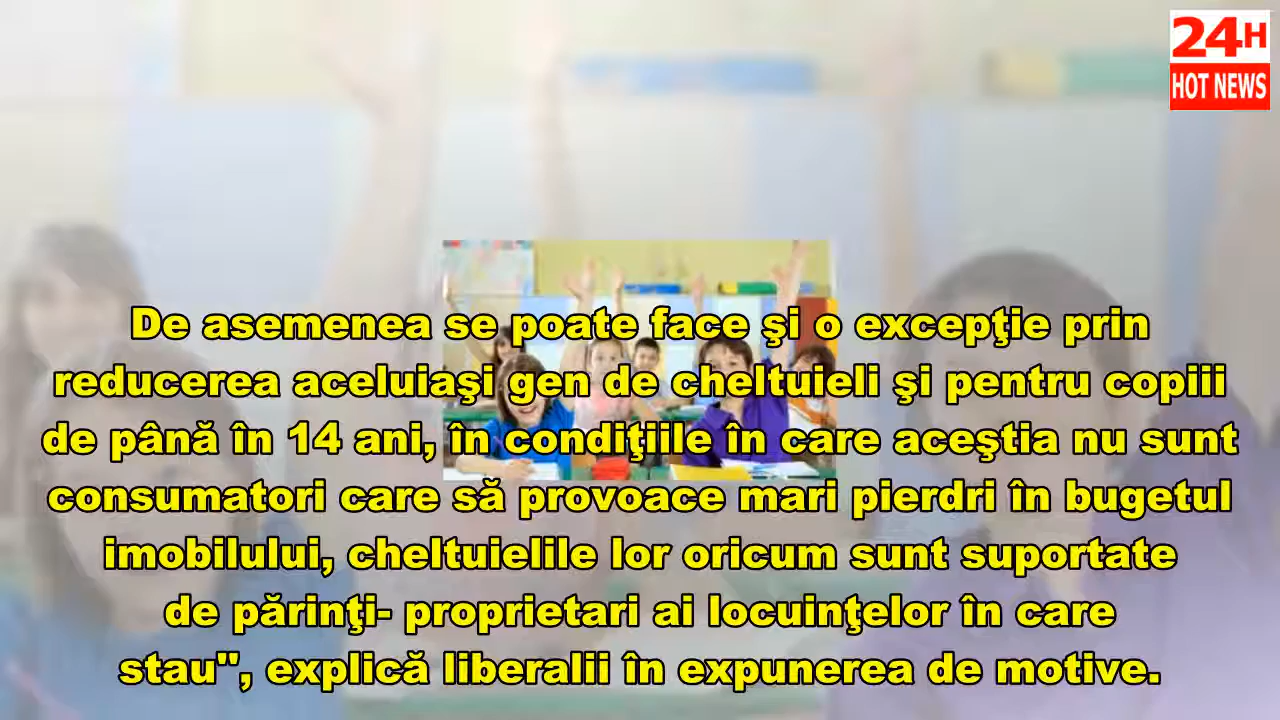 24H
HOT NEWS
De asemenea se poate face şi o excepţie prin
reducerea aceluiaşi gen de cheltuieli şi pentru copiii
de până în 14 ani, în condiţiile în care aceştia nu sunt
consumatori care să provoace mari pierdri în bugetul
imobilului, cheltuielile lor oricum sunt suportate
de părinţi- proprietari ai locuinţelor în care
stau", explică liberalii în expunerea de motive.